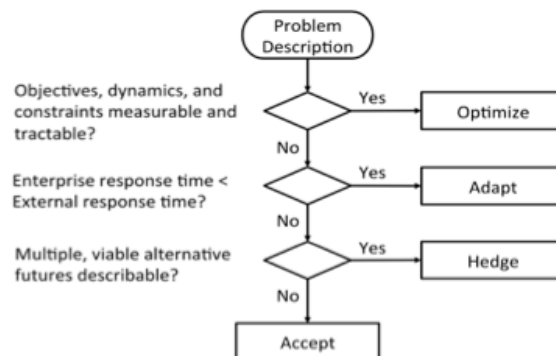 Problem
Description
Objectives, dynamics, and
constraints measurable and
tractable?
Yes
Optimize
No
Enterprise response time <
External response time?
Yes
Adapt
No
Multiple, viable alternative
futures describable?
Yes
Hedge
No
Accept